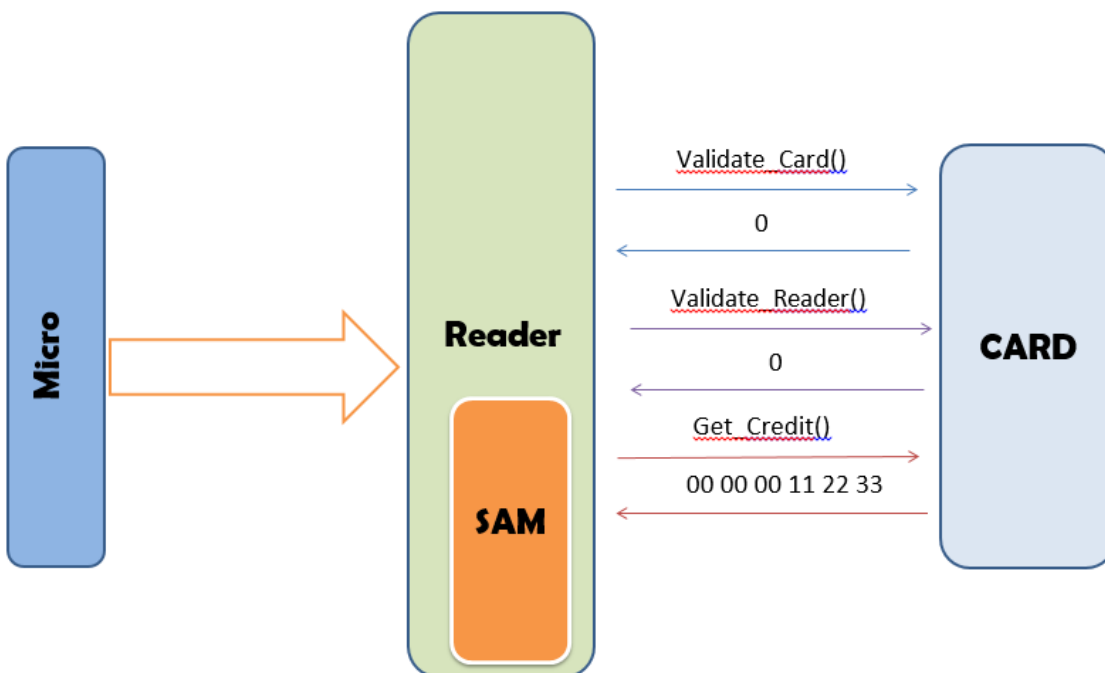 Micro
Reader
SAM
Validate_Card()
0
Validate_Reader()
0
Get_Credit()
00 00 00 11 22 33
CARD